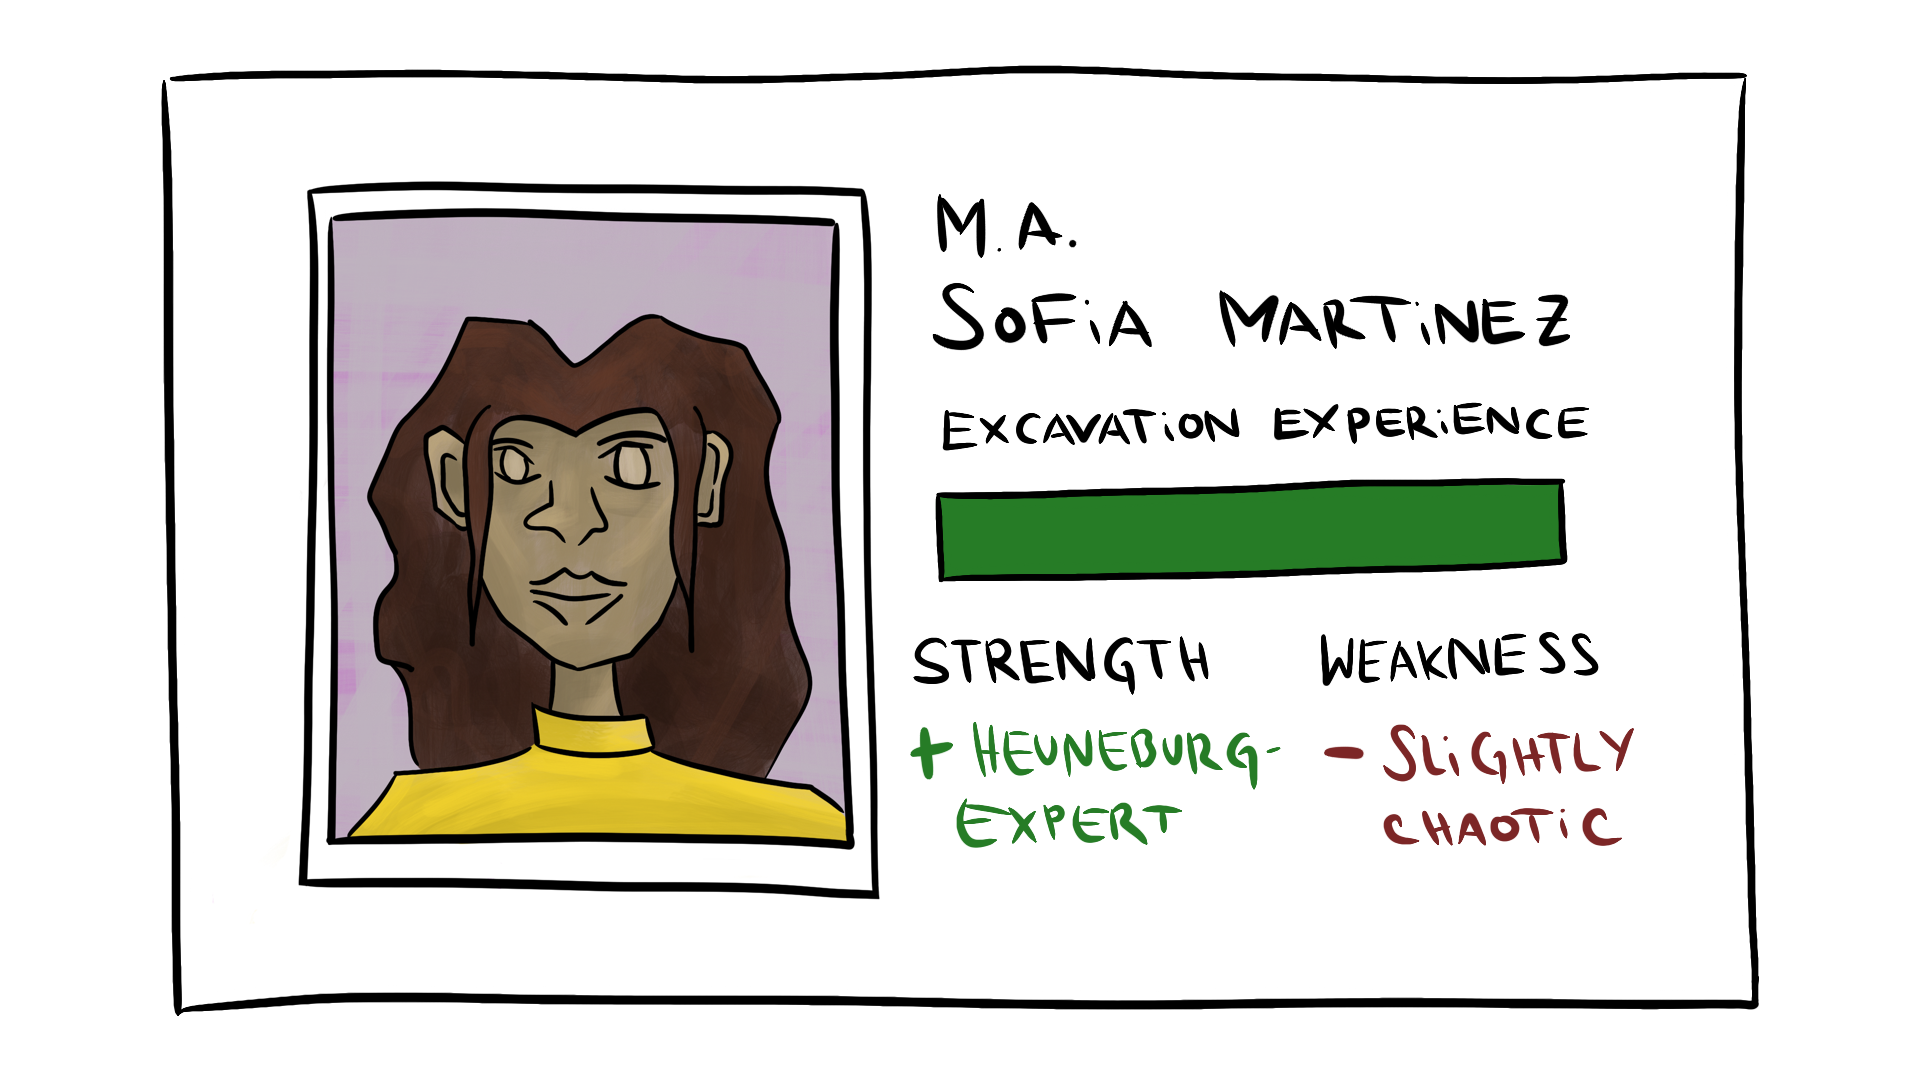 M.A.
SOFiA MARTiNEZ
EXCAVATiON EXPERiENCE
STRENGTH WEAKNESS
+ HEUNEBURG- - SLiGHTLY
EXPERT CHAOTiC